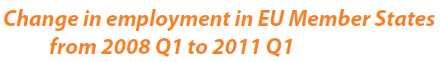 Change in employment in EU Member States
from 2008 Q1 to 2011 Q1